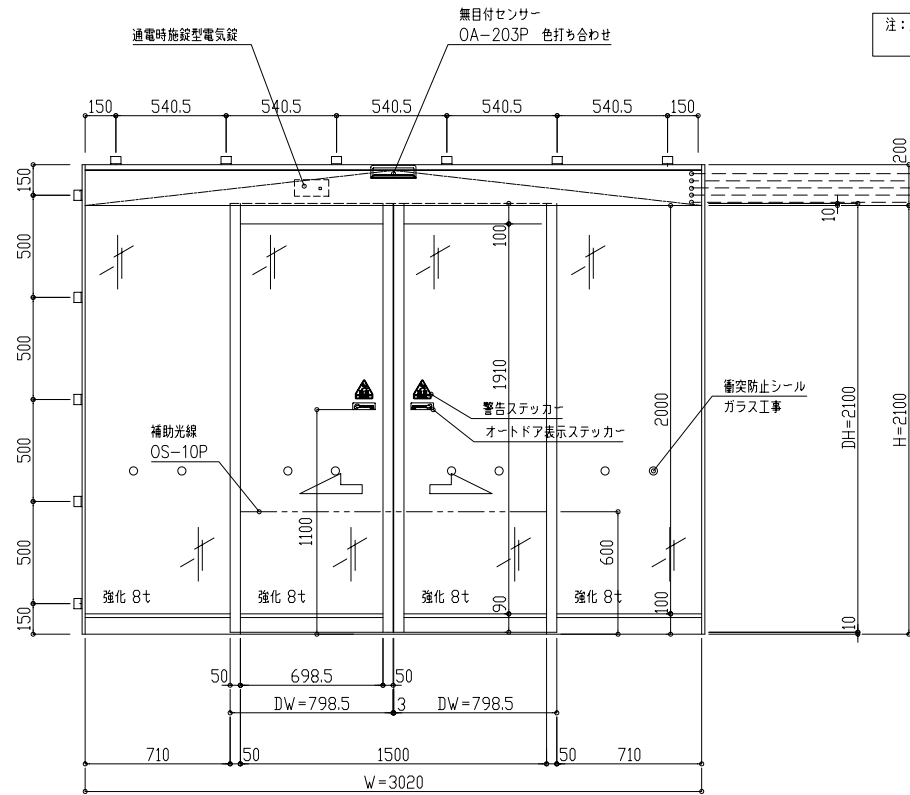 無目付センサー
OA-203P 色打ち合わせ
通電時施錠型電気錠
注:
150
540.5
540.5
540.5
540.5
540.5
150
200
150
10
500
100
500
1910
2000
DH=2100
H=2100
衝突防止シール
ガラス工事
警告ステッカー
オートドア表示ステッカー
補助光線
OS-10P
500
1100
600
500
強化 8t
強化 8t
強化 8t
強化 8t
90
100
150
10
50
698.5
50
DW=798.5
3
DW=798.5
710
50
1500
50
710
W=3020